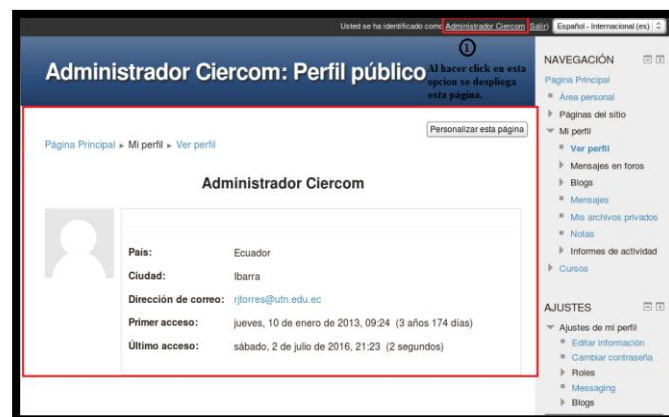 Usted se ha identificado como Administrador Ciercom (Salir)
Español - Internacional (es)
1
Al hacer click en esta
opcion se despliega
esta página.
Administrador Ciercom: Perfil público
Personalizar esta página
Página Principal ► Mi perfil ► Ver perfil
Administrador Ciercom
País: Ecuador
Ciudad: Ibarra
Dirección de correo: rjtorres@utn.edu.ec
Primer acceso: jueves, 10 de enero de 2013, 09:24 (3 años 174 días)
Último acceso: sábado, 2 de julio de 2016, 21:23 (2 segundos)
NAVEGACIÓN
Página Principal
Área personal
Páginas del sitio
Mi perfil
Ver perfil
Mensajes en foros
Blogs
Mensajes
Mis archivos privados
Notas
Informes de actividad
Cursos
AJUSTES
Ajustes de mi perfil
Editar información
Cambiar contraseña
Roles
Messaging
Blogs